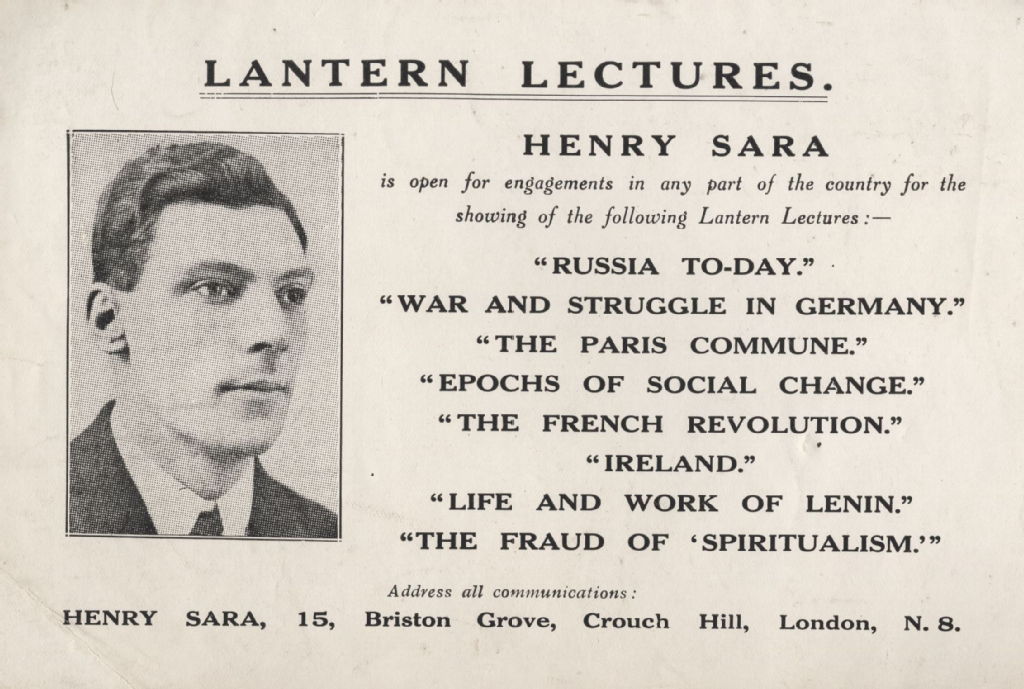 LANTERN LECTURES.
HENRY SARA
is open for engagements in any part of the country for the
showing of the following Lantern Lectures :—
“RUSSIA TO-DAY.”
“WAR AND STRUGGLE IN GERMANY.”
“THE PARIS COMMUNE.”
“EPOCHS OF SOCIAL CHANGE.”
“THE FRENCH REVOLUTION.”
“IRELAND.”
“LIFE AND WORK OF LENIN.”
“THE FRAUD OF ‘SPIRITUALISM.’”
Address all communications :
HENRY SARA, 15, Briston Grove, Crouch Hill, London, N. 8.